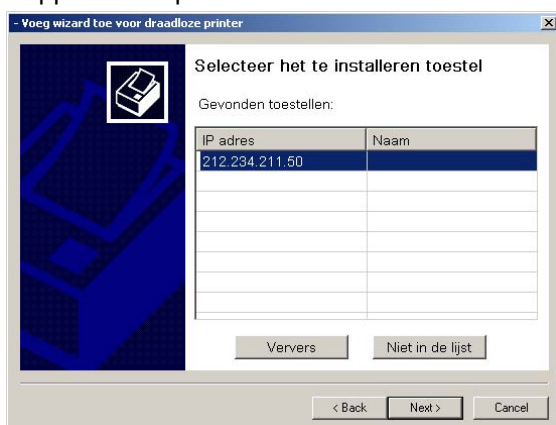 - Voeg wizard toe voor draadloze printer
Selecteer het te installeren toestel
Gevonden toestellen:
IP adres Naam
212.234.211.50
Ververs Niet in de lijst
< Back Next > Cancel